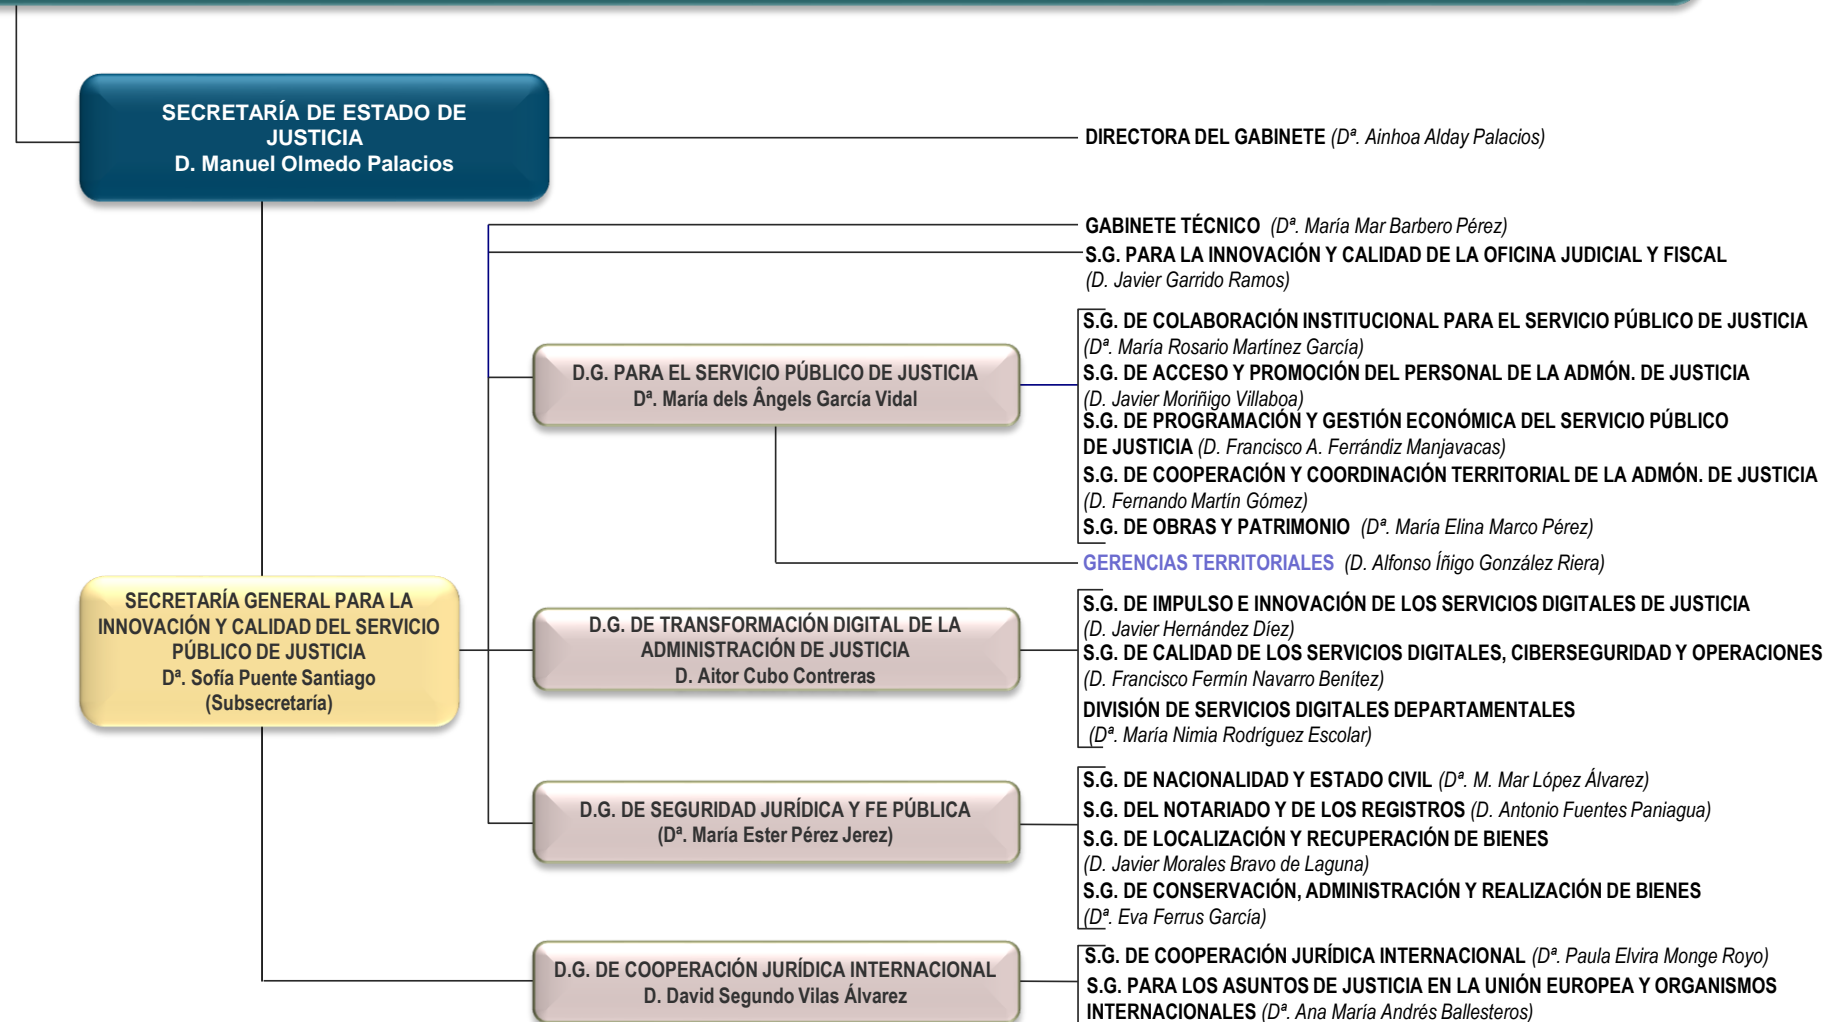 SECRETARÍA DE ESTADO DE
JUSTICIA
D. Manuel Olmedo Palacios
DIRECTORA DEL GABINETE (Dª. Ainhoa Alday Palacios)
GABINETE TÉCNICO (Dª. María Mar Barbero Pérez)
S.G. PARA LA INNOVACIÓN Y CALIDAD DE LA OFICINA JUDICIAL Y FISCAL
(D. Javier Garrido Ramos)
D.G. PARA EL SERVICIO PÚBLICO DE JUSTICIA
Dª. María dels Ângels García Vidal
S.G. DE COLABORACIÓN INSTITUCIONAL PARA EL SERVICIO PÚBLICO DE JUSTICIA
(Dª. María Rosario Martínez García)
S.G. DE ACCESO Y PROMOCIÓN DEL PERSONAL DE LA ADMÓN. DE JUSTICIA
(D. Javier Moriñigo Villaboa)
S.G. DE PROGRAMACIÓN Y GESTIÓN ECONÓMICA DEL SERVICIO PÚBLICO
DE JUSTICIA (D. Francisco A. Ferrándiz Manjavacas)
S.G. DE COOPERACIÓN Y COORDINACIÓN TERRITORIAL DE LA ADMÓN. DE JUSTICIA
(D. Fernando Martín Gómez)
S.G. DE OBRAS Y PATRIMONIO (Dª. María Elina Marco Pérez)
GERENCIAS TERRITORIALES (D. Alfonso Íñigo González Riera)
SECRETARÍA GENERAL PARA LA
INNOVACIÓN Y CALIDAD DEL SERVICIO
PÚBLICO DE JUSTICIA
Dª. Sofía Puente Santiago
(Subsecretaría)
D.G. DE TRANSFORMACIÓN DIGITAL DE LA
ADMINISTRACIÓN DE JUSTICIA
D. Aitor Cubo Contreras
S.G. DE IMPULSO E INNOVACIÓN DE LOS SERVICIOS DIGITALES DE JUSTICIA
(D. Javier Hernández Díez)
S.G. DE CALIDAD DE LOS SERVICIOS DIGITALES, CIBERSEGURIDAD Y OPERACIONES
(D. Francisco Fermín Navarro Benítez)
DIVISIÓN DE SERVICIOS DIGITALES DEPARTAMENTALES
(Dª. María Nimia Rodríguez Escolar)
D.G. DE SEGURIDAD JURÍDICA Y FE PÚBLICA
(Dª. María Ester Pérez Jerez)
S.G. DE NACIONALIDAD Y ESTADO CIVIL (Dª. M. Mar López Álvarez)
S.G. DEL NOTARIADO Y DE LOS REGISTROS (D. Antonio Fuentes Paniagua)
S.G. DE LOCALIZACIÓN Y RECUPERACIÓN DE BIENES
(D. Javier Morales Bravo de Laguna)
S.G. DE CONSERVACIÓN, ADMINISTRACIÓN Y REALIZACIÓN DE BIENES
(Dª. Eva Ferrus García)
D.G. DE COOPERACIÓN JURÍDICA INTERNACIONAL
D. David Segundo Vilas Álvarez
S.G. DE COOPERACIÓN JURÍDICA INTERNACIONAL (Dª. Paula Elvira Monge Royo)
S.G. PARA LOS ASUNTOS DE JUSTICIA EN LA UNIÓN EUROPEA Y ORGANISMOS
INTERNACIONALES (Dª. Ana María Andrés Ballesteros)